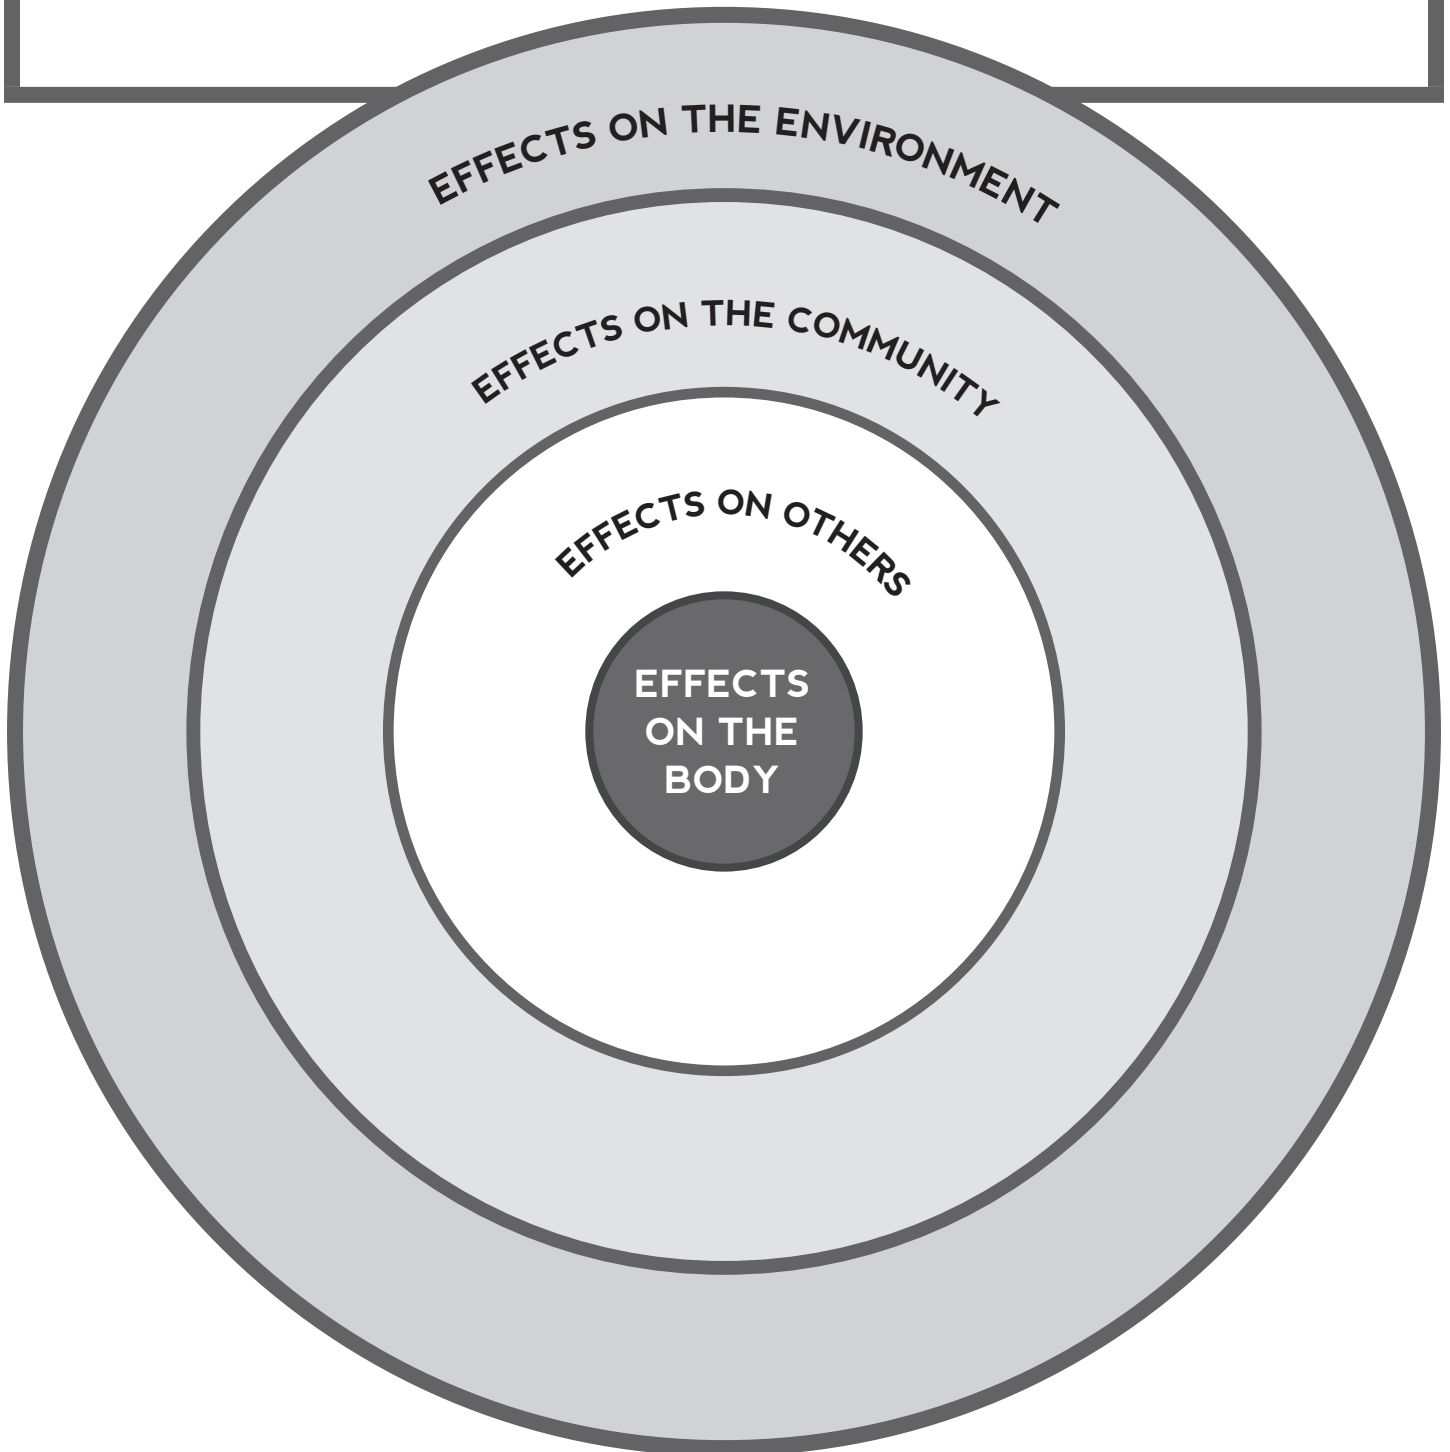 EFFECTS ON THE ENVIRONMENT
EFFECTS ON THE COMMUNITY
EFFECTS ON OTHERS
EFFECTS
ON THE
BODY